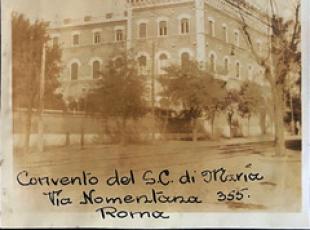 Convento del S.C. di Maria
Via Nomentana 355.
Roma